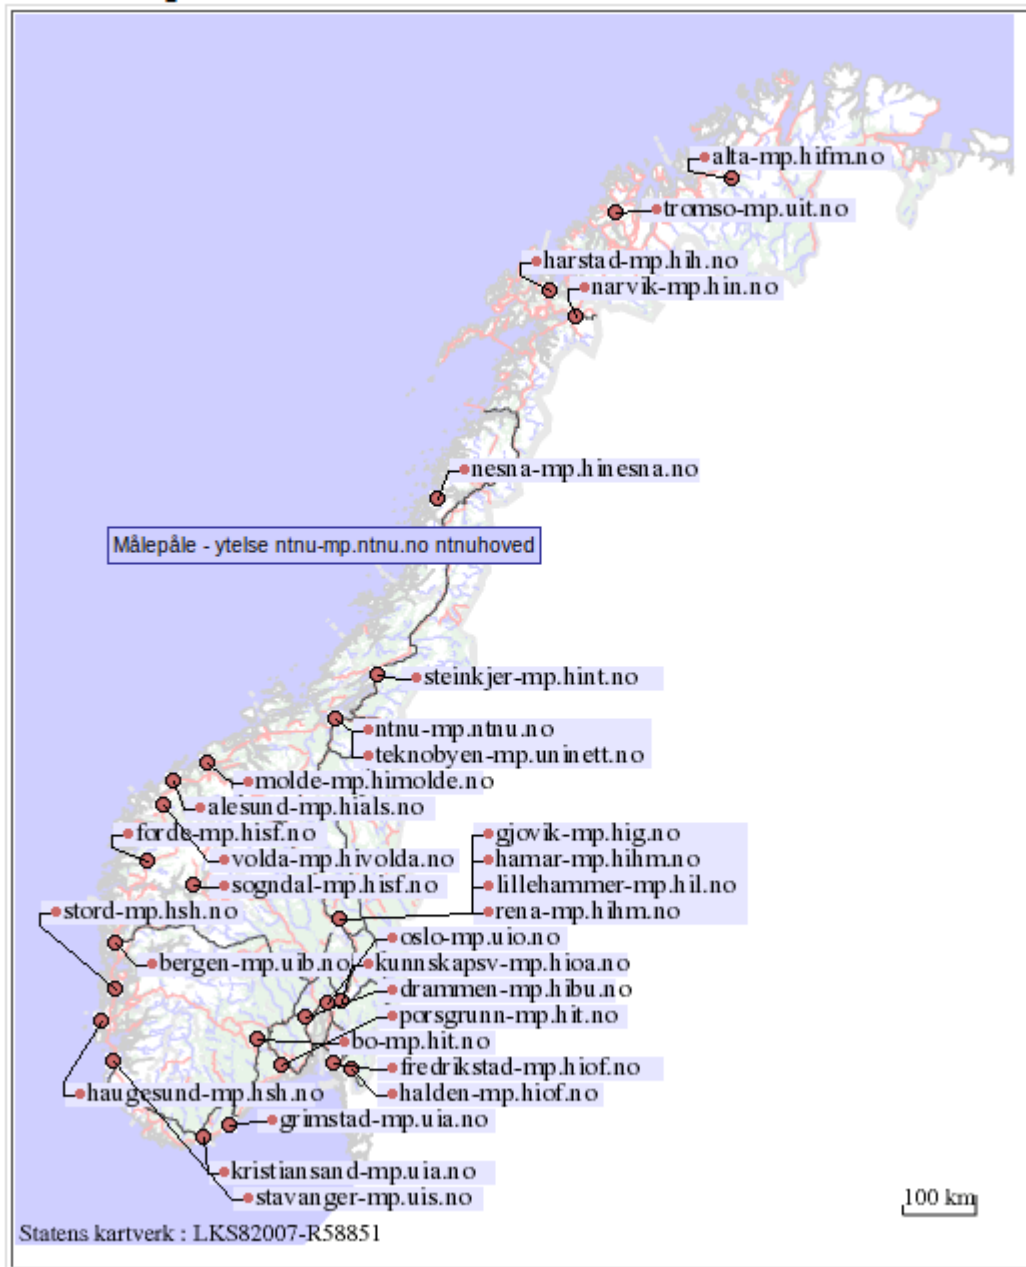 alta-mp.hifm.no
tromso-mp.uit.no
harstad-mp.hih.no
narvik-mp.hin.no
nesna-mp.hinesna.no
Målepåle - ytelse ntnu-mp.ntnu.no ntnuhoved
steinkjer-mp.hint.no
ntnu-mp.ntnu.no
teknobyen-mp.uninett.no
molde-mp.himolde.no
alesund-mp.hials.no
forde-mp.hisf.no
gjovik-mp.hig.no
volda-mp.hivolda.no
hamar-mp.hihm.no
sogndal-mp.hisf.no
lillehammer-mp.hil.no
stord-mp.hsh.no
rena-mp.hihm.no
oslo-mp.uio.no
bergen-mp.uib.no
kunnskapsv-mp.hioa.no
drammen-mp.hibu.no
porsgrunn-mp.hit.no
bo-mp.hit.no
fredrikstad-mp.hiof.no
haugesund-mp.hsh.no
halden-mp.hiof.no
grimstad-mp.uia.no
kristiansand-mp.uia.no
stavanger-mp.uis.no
100 km
Statens kartverk : LKS82007-R58851